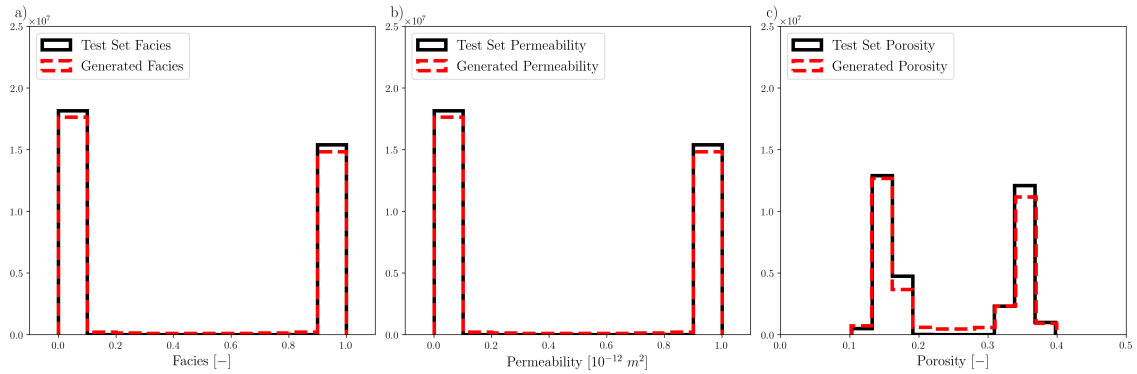 a)
×10⁷
2.5
2.0
1.5
1.0
0.5
0.0
Test Set Facies
Generated Facies
0.0 0.2 0.4 0.6 0.8 1.0
Facies [−]
b)
×10⁷
2.5
2.0
1.5
1.0
0.5
0.0
Test Set Permeability
Generated Permeability
0.0 0.2 0.4 0.6 0.8 1.0
Permeability [10⁻¹² m²]
c)
×10⁷
2.5
2.0
1.5
1.0
0.5
0.0
Test Set Porosity
Generated Porosity
0.0 0.1 0.2 0.3 0.4 0.5
Porosity [−]